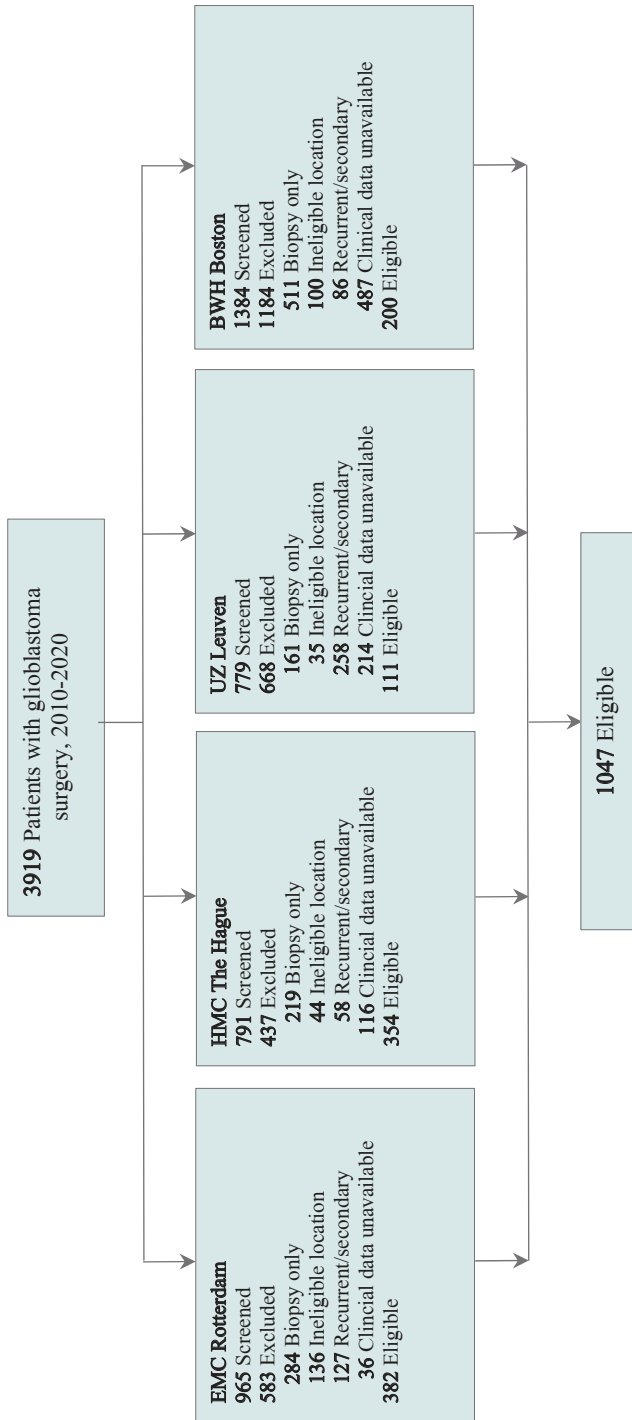 3919 Patients with glioblastoma
surgery, 2010-2020
EMC Rotterdam
965 Screened
583 Excluded
284 Biopsy only
136 Ineligible location
127 Recurrent/secondary
36 Clincial data unavailable
382 Eligible
HMC The Hague
791 Screened
437 Excluded
219 Biopsy only
44 Ineligible location
58 Recurrent/secondary
116 Clincial data unavailable
354 Eligible
UZ Leuven
779 Screened
668 Excluded
161 Biopsy only
35 Ineligible location
258 Recurrent/secondary
214 Clincial data unavailable
111 Eligible
BWH Boston
1384 Screened
1184 Excluded
511 Biopsy only
100 Ineligible location
86 Recurrent/secondary
487 Clinical data unavailable
200 Eligible
1047 Eligible